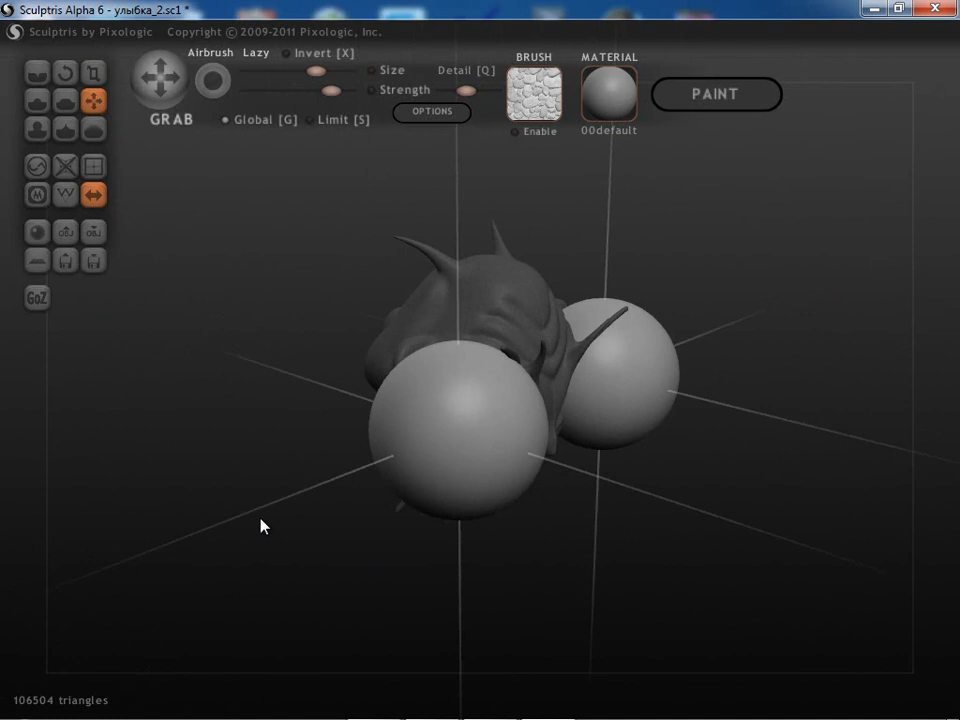 Sculptris Alpha 6 - улыбка_2.sc1 *
Sculptris by Pixologic Copyright © 2009-2011 Pixologic, Inc.
Airbrush Lazy Invert [X]
Size Detail [Q]
Strength
GRAB
Global [G] Limit [S]
OPTIONS
BRUSH
Enable
MATERIAL
00default
PAINT
OBJ OBJ
GoZ
106504 triangles